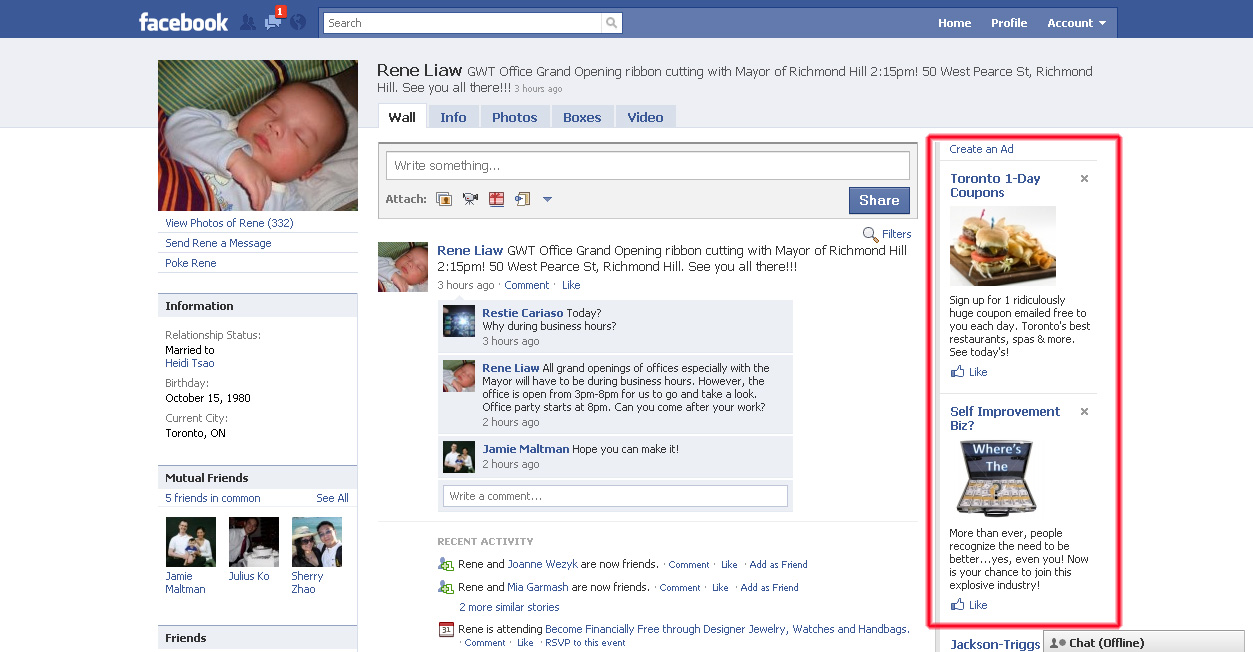 facebook
1
Search
Home Profile Account
Rene Liaw GWT Office Grand Opening ribbon cutting with Mayor of Richmond Hill 2:15pm! 50 West Pearce St, Richmond
Hill. See you all there!!! 3 hours ago
Wall Info Photos Boxes Video
View Photos of Rene (332)
Send Rene a Message
Poke Rene
Information
Relationship Status:
Married to
Heidi Tsao
Birthday:
October 15, 1980
Current City:
Toronto, ON
Mutual Friends
5 friends in common See All
Jamie
Maltman
Julius Ko
Sherry
Zhao
Friends
Write something...
Attach:
Share
Filters
Rene Liaw GWT Office Grand Opening ribbon cutting with Mayor of Richmond Hill
2:15pm! 50 West Pearce St, Richmond Hill. See you all there!!!
3 hours ago · Comment · Like
Restie Cariaso Today?
Why during business hours?
3 hours ago
Rene Liaw All grand openings of offices especially with the
Mayor will have to be during business hours. However, the
office is open from 3pm-8pm for us to go and take a look.
Office party starts at 8pm. Can you come after your work?
2 hours ago
Jamie Maltman Hope you can make it!
2 hours ago
Write a comment...
RECENT ACTIVITY
Rene and Joanne Wezyk are now friends. · Comment · Like · Add as Friend
Rene and Mia Garmash are now friends. · Comment · Like · Add as Friend
2 more similar stories
31 Rene is attending Become Financially Free through Designer Jewelry, Watches and Handbags.
· Comment · Like · RSVP to this event
Create an Ad
Toronto 1-Day
Coupons
Sign up for 1 ridiculously
huge coupon emailed free to
you each day. Toronto's best
restaurants, spas & more.
See today's!
Like
Self Improvement
Biz?
Where's
The
?
More than ever, people
recognize the need to be
better...yes, even you! Now
is your chance to join this
explosive industry!
Like
Jackson-Triggs
Chat (Offline)